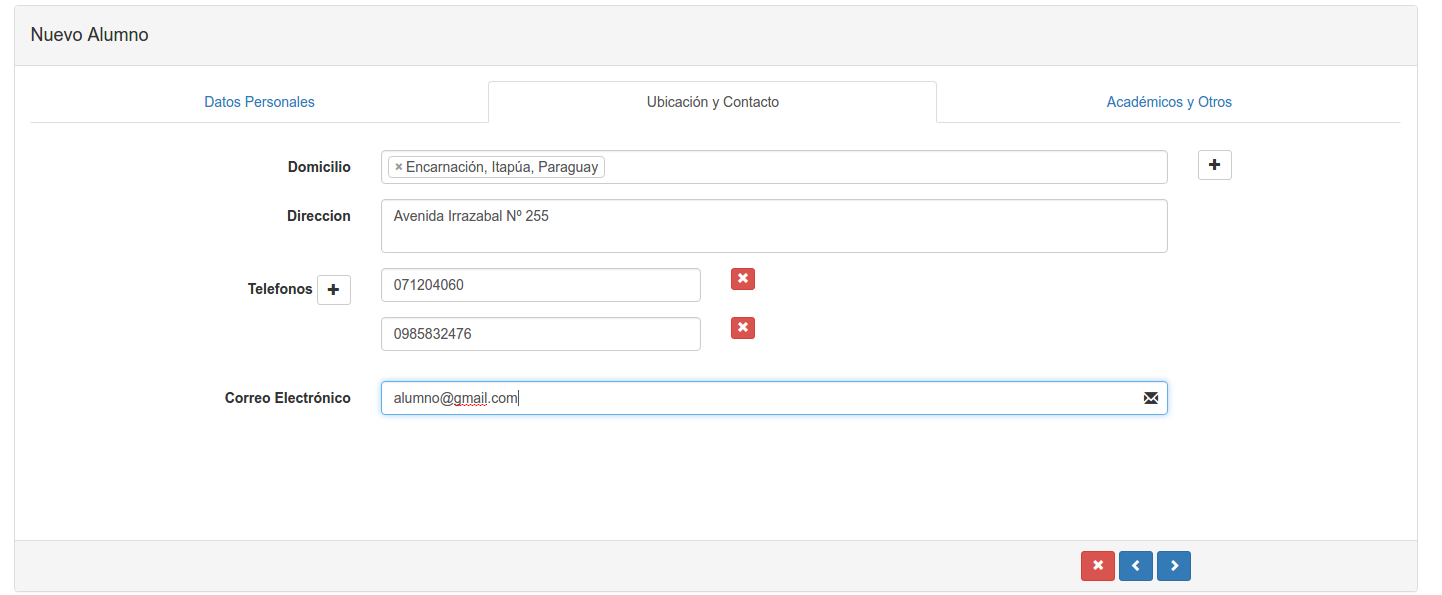 Nuevo Alumno
Datos Personales
Ubicación y Contacto
Académicos y Otros
Domicilio
× Encarnación, Itapúa, Paraguay
Direccion
Avenida Irrazabal Nº 255
Telefonos
071204060
0985832476
Correo Electrónico
alumno@gmail.com